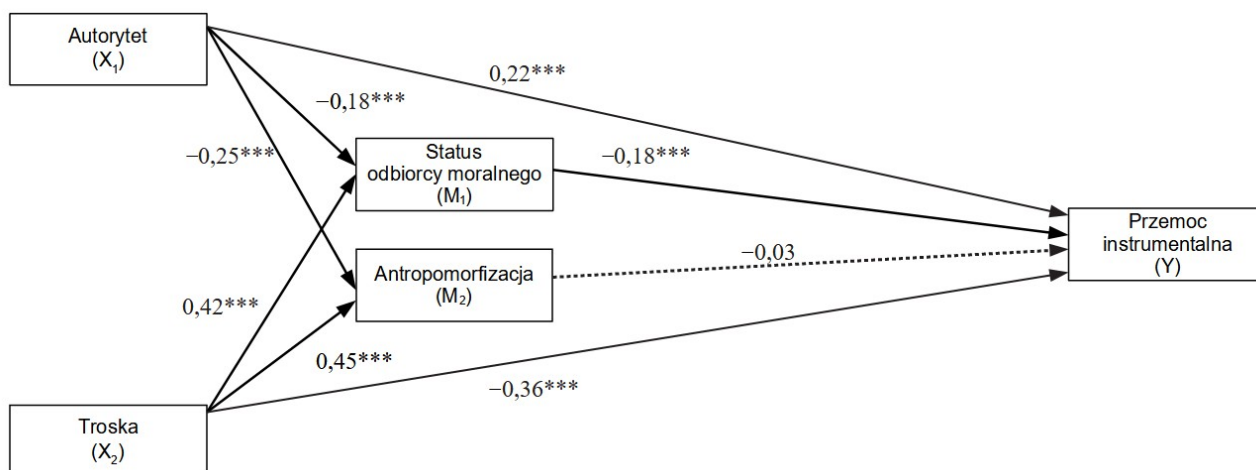 Autorytet
(X₁)
0,22***
−0,18***
−0,25***
Status
odbiorcy moralnego
(M₁)
−0,18***
Przemoc
instrumentalna
(Y)
Antropomorfizacja
(M₂)
−0,03
0,42***
0,45***
−0,36***
Troska
(X₂)